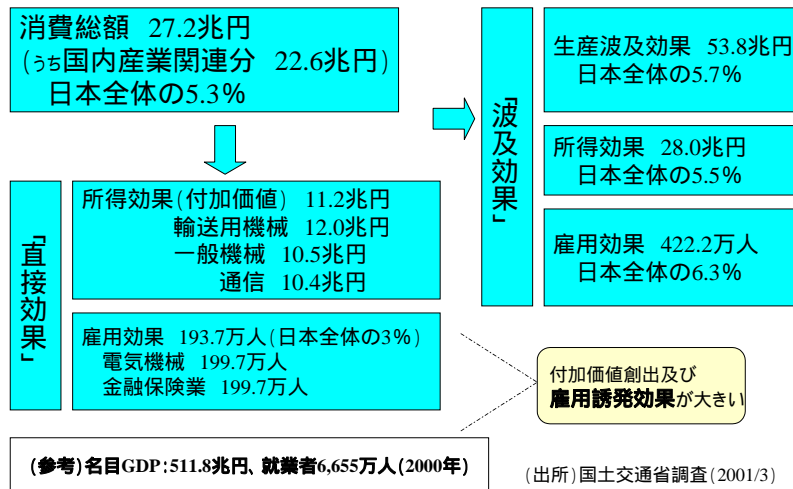 消費総額 27.2兆円
(うち国内産業関連分 22.6兆円)
日本全体の5.3%
「直接効果」
所得効果(付加価値) 11.2兆円
輸送用機械 12.0兆円
一般機械 10.5兆円
通信 10.4兆円
雇用効果 193.7万人(日本全体の3%)
電気機械 199.7万人
金融保険業 199.7万人
「波及効果」
生産波及効果 53.8兆円
日本全体の5.7%
所得効果 28.0兆円
日本全体の5.5%
雇用効果 422.2万人
日本全体の6.3%
付加価値創出及び
雇用誘発効果が大きい
(参考)名目GDP:511.8兆円、就業者6,655万人(2000年)
(出所)国土交通省調査(2001/3)